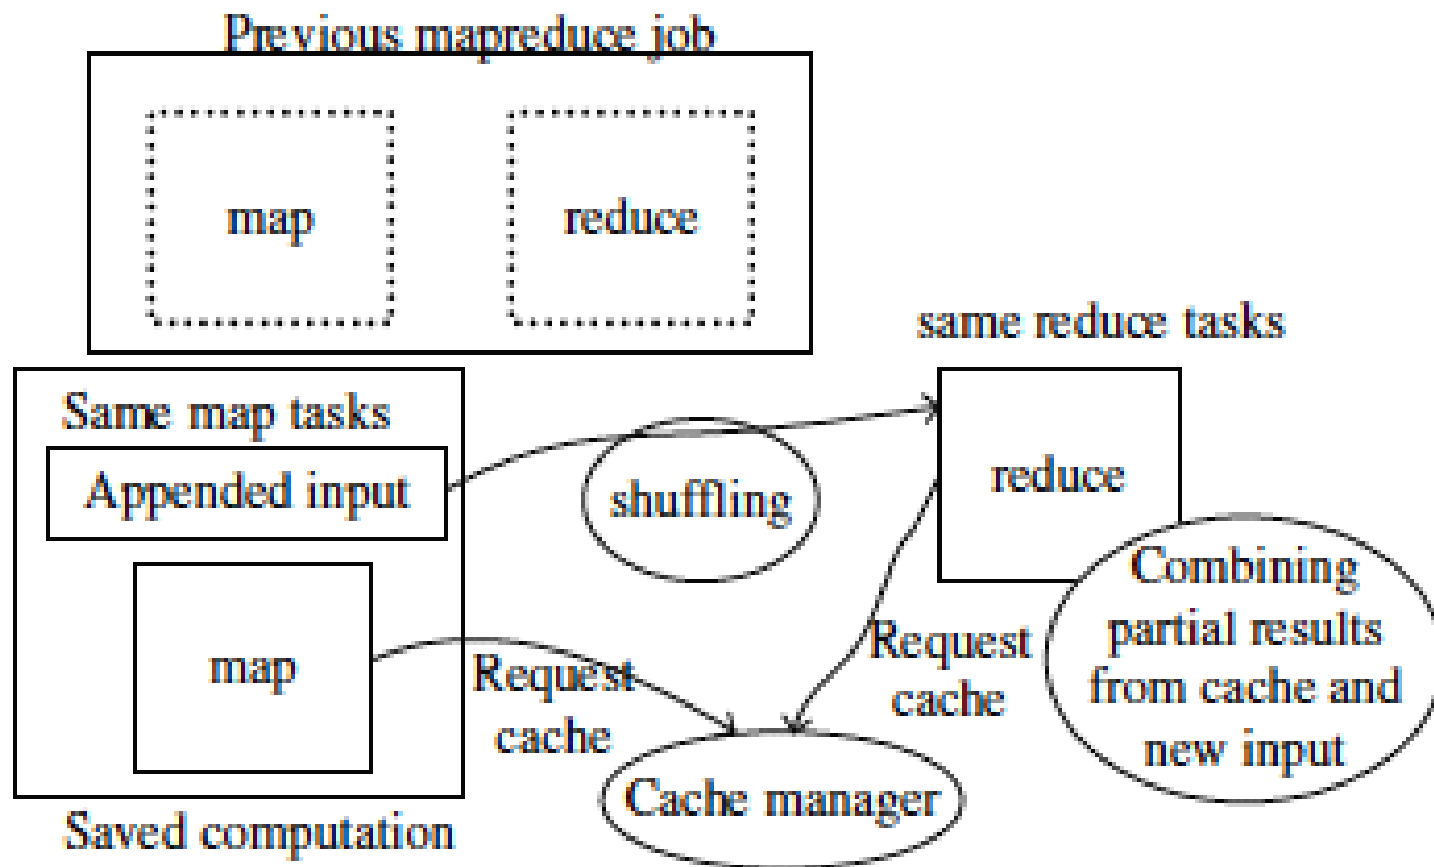 Previous mapreduce job
map
reduce
same reduce tasks
Same map tasks
Appended input
shuffling
reduce
map
Request
cache
Request
cache
Combining
partial results
from cache and
new input
Cache manager
Saved computation